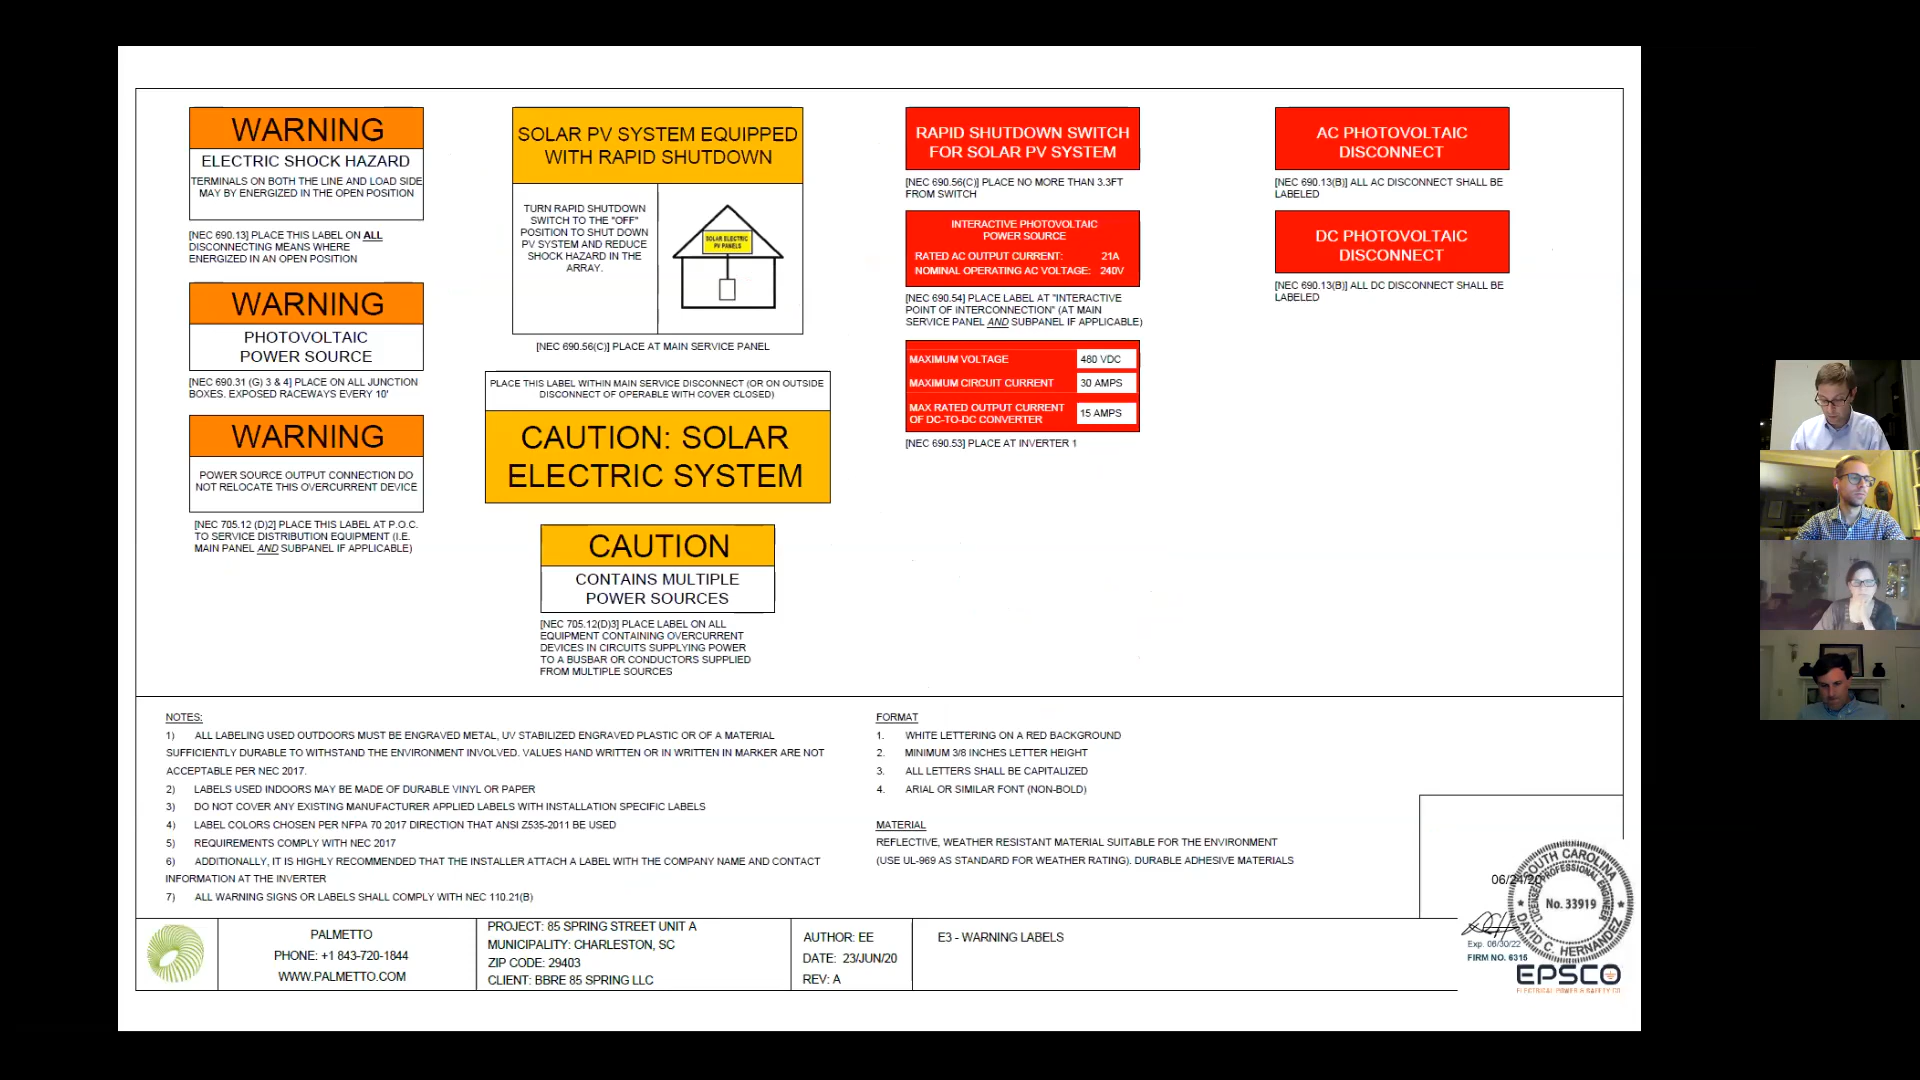 WARNING
ELECTRIC SHOCK HAZARD
TERMINALS ON BOTH THE LINE AND LOAD SIDE
MAY BY ENERGIZED IN THE OPEN POSITION
[NEC 690.13] PLACE THIS LABEL ON ALL
DISCONNECTING MEANS WHERE
ENERGIZED IN AN OPEN POSITION
WARNING
PHOTOVOLTAIC
POWER SOURCE
[NEC 690.31 (G) 3 & 4] PLACE ON ALL JUNCTION
BOXES. EXPOSED RACEWAYS EVERY 10'
WARNING
POWER SOURCE OUTPUT CONNECTION DO
NOT RELOCATE THIS OVERCURRENT DEVICE
[NEC 705.12 (D)2] PLACE THIS LABEL AT P.O.C.
TO SERVICE DISTRIBUTION EQUIPMENT (I.E.
MAIN PANEL AND SUBPANEL IF APPLICABLE)
SOLAR PV SYSTEM EQUIPPED
WITH RAPID SHUTDOWN
TURN RAPID SHUTDOWN
SWITCH TO THE "OFF"
POSITION TO SHUT DOWN
PV SYSTEM AND REDUCE
SHOCK HAZARD IN THE
ARRAY.
SOLAR ELECTRIC
PV PANELS
[NEC 690.56(C)] PLACE AT MAIN SERVICE PANEL
PLACE THIS LABEL WITHIN MAIN SERVICE DISCONNECT (OR ON OUTSIDE
DISCONNECT OF OPERABLE WITH COVER CLOSED)
CAUTION: SOLAR
ELECTRIC SYSTEM
CAUTION
CONTAINS MULTIPLE
POWER SOURCES
[NEC 705.12(D)3] PLACE LABEL ON ALL
EQUIPMENT CONTAINING OVERCURRENT
DEVICES IN CIRCUITS SUPPLYING POWER
TO A BUSBAR OR CONDUCTORS SUPPLIED
FROM MULTIPLE SOURCES
RAPID SHUTDOWN SWITCH
FOR SOLAR PV SYSTEM
[NEC 690.56(C)] PLACE NO MORE THAN 3.3FT
FROM SWITCH
INTERACTIVE PHOTOVOLTAIC
POWER SOURCE
RATED AC OUTPUT CURRENT: 21A
NOMINAL OPERATING AC VOLTAGE: 240V
[NEC 690.54] PLACE LABEL AT "INTERACTIVE
POINT OF INTERCONNECTION" (AT MAIN
SERVICE PANEL AND SUBPANEL IF APPLICABLE)
MAXIMUM VOLTAGE 480 VDC
MAXIMUM CIRCUIT CURRENT 30 AMPS
MAX RATED OUTPUT CURRENT
OF DC-TO-DC CONVERTER 15 AMPS
[NEC 690.53] PLACE AT INVERTER 1
AC PHOTOVOLTAIC
DISCONNECT
[NEC 690.13(B)] ALL AC DISCONNECT SHALL BE
LABELED
DC PHOTOVOLTAIC
DISCONNECT
[NEC 690.13(B)] ALL DC DISCONNECT SHALL BE
LABELED
NOTES:
1) ALL LABELING USED OUTDOORS MUST BE ENGRAVED METAL, UV STABILIZED ENGRAVED PLASTIC OR OF A MATERIAL
SUFFICIENTLY DURABLE TO WITHSTAND THE ENVIRONMENT INVOLVED. VALUES HAND WRITTEN OR IN WRITTEN IN MARKER ARE NOT
ACCEPTABLE PER NEC 2017.
2) LABELS USED INDOORS MAY BE MADE OF DURABLE VINYL OR PAPER
3) DO NOT COVER ANY EXISTING MANUFACTURER APPLIED LABELS WITH INSTALLATION SPECIFIC LABELS
4) LABEL COLORS CHOSEN PER NFPA 70 2017 DIRECTION THAT ANSI Z535-2011 BE USED
5) REQUIREMENTS COMPLY WITH NEC 2017
6) ADDITIONALLY, IT IS HIGHLY RECOMMENDED THAT THE INSTALLER ATTACH A LABEL WITH THE COMPANY NAME AND CONTACT
INFORMATION AT THE INVERTER
7) ALL WARNING SIGNS OR LABELS SHALL COMPLY WITH NEC 110.21(B)
FORMAT
1. WHITE LETTERING ON A RED BACKGROUND
2. MINIMUM 3/8 INCHES LETTER HEIGHT
3. ALL LETTERS SHALL BE CAPITALIZED
4. ARIAL OR SIMILAR FONT (NON-BOLD)
MATERIAL
REFLECTIVE, WEATHER RESISTANT MATERIAL SUITABLE FOR THE ENVIRONMENT
(USE UL-969 AS STANDARD FOR WEATHER RATING). DURABLE ADHESIVE MATERIALS
PALMETTO
PHONE: +1 843-720-1844
WWW.PALMETTO.COM
PROJECT: 85 SPRING STREET UNIT A
MUNICIPALITY: CHARLESTON, SC
ZIP CODE: 29403
CLIENT: BBRE 85 SPRING LLC
AUTHOR: EE
DATE: 23/JUN/20
REV: A
E3 - WARNING LABELS
06/24/20
SOUTH CAROLINA
LICENSED PROFESSIONAL ENGINEER
No. 33919
DAVID C. HERNANDEZ
Exp. 06/30/22
FIRM NO. 6315
EPSCO
ELECTRICAL POWER & SAFETY CO.